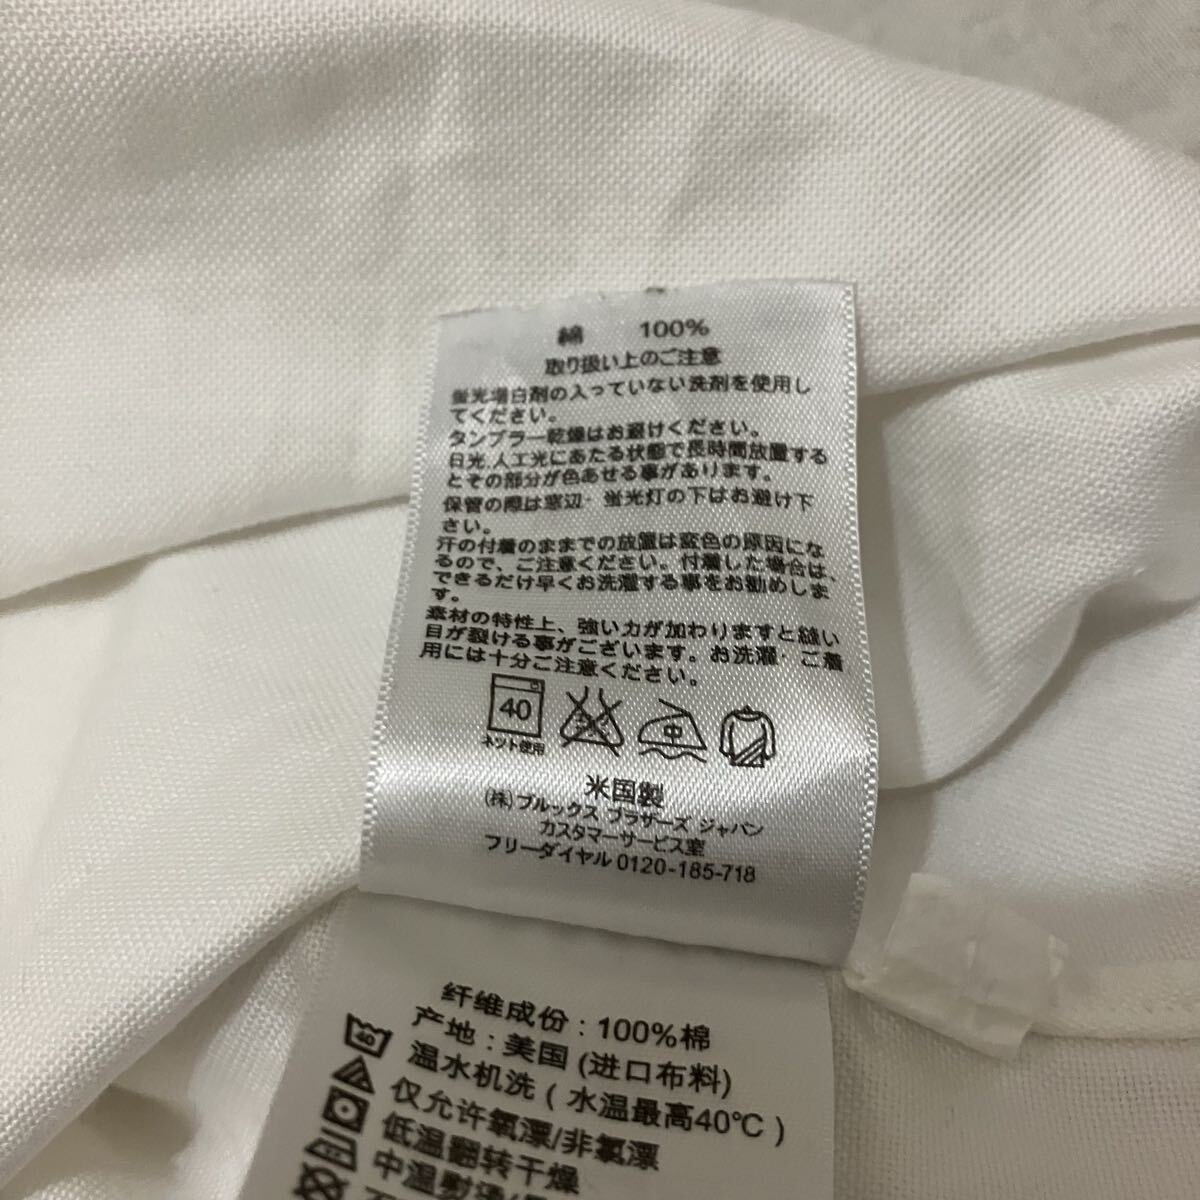 綿 100%
取り扱い上のご注意
蛍光増白剤の入っていない洗剤を使用し
てください。
タンブラー乾燥はお避けください。
日光,人工光にあたる状態で長時間放置する
とその部分が色あせる事があります。
保管の際は窓辺・蛍光灯の下はお避け下
さい。
汗の付着のままでの放置は変色の原因にな
るので、ご注意ください。付着した場合は、
できるだけ早くお洗濯する事をお勧めしま
す。
素材の特性上、強い力が加わりますと縫い
目が裂ける事がございます。お洗濯・ご着
用には十分ご注意ください。
40
中
ネット使用
米国製
(株)ブルックス ブラザーズ ジャパン
カスタマーサービス室
フリーダイヤル 0120-185-718
纤维成份：100%棉
产地：美国 (进口布料)
40 温水机洗（水温最高40℃）
仅允许氧漂/非氯漂
低温翻转干燥
中温熨烫/